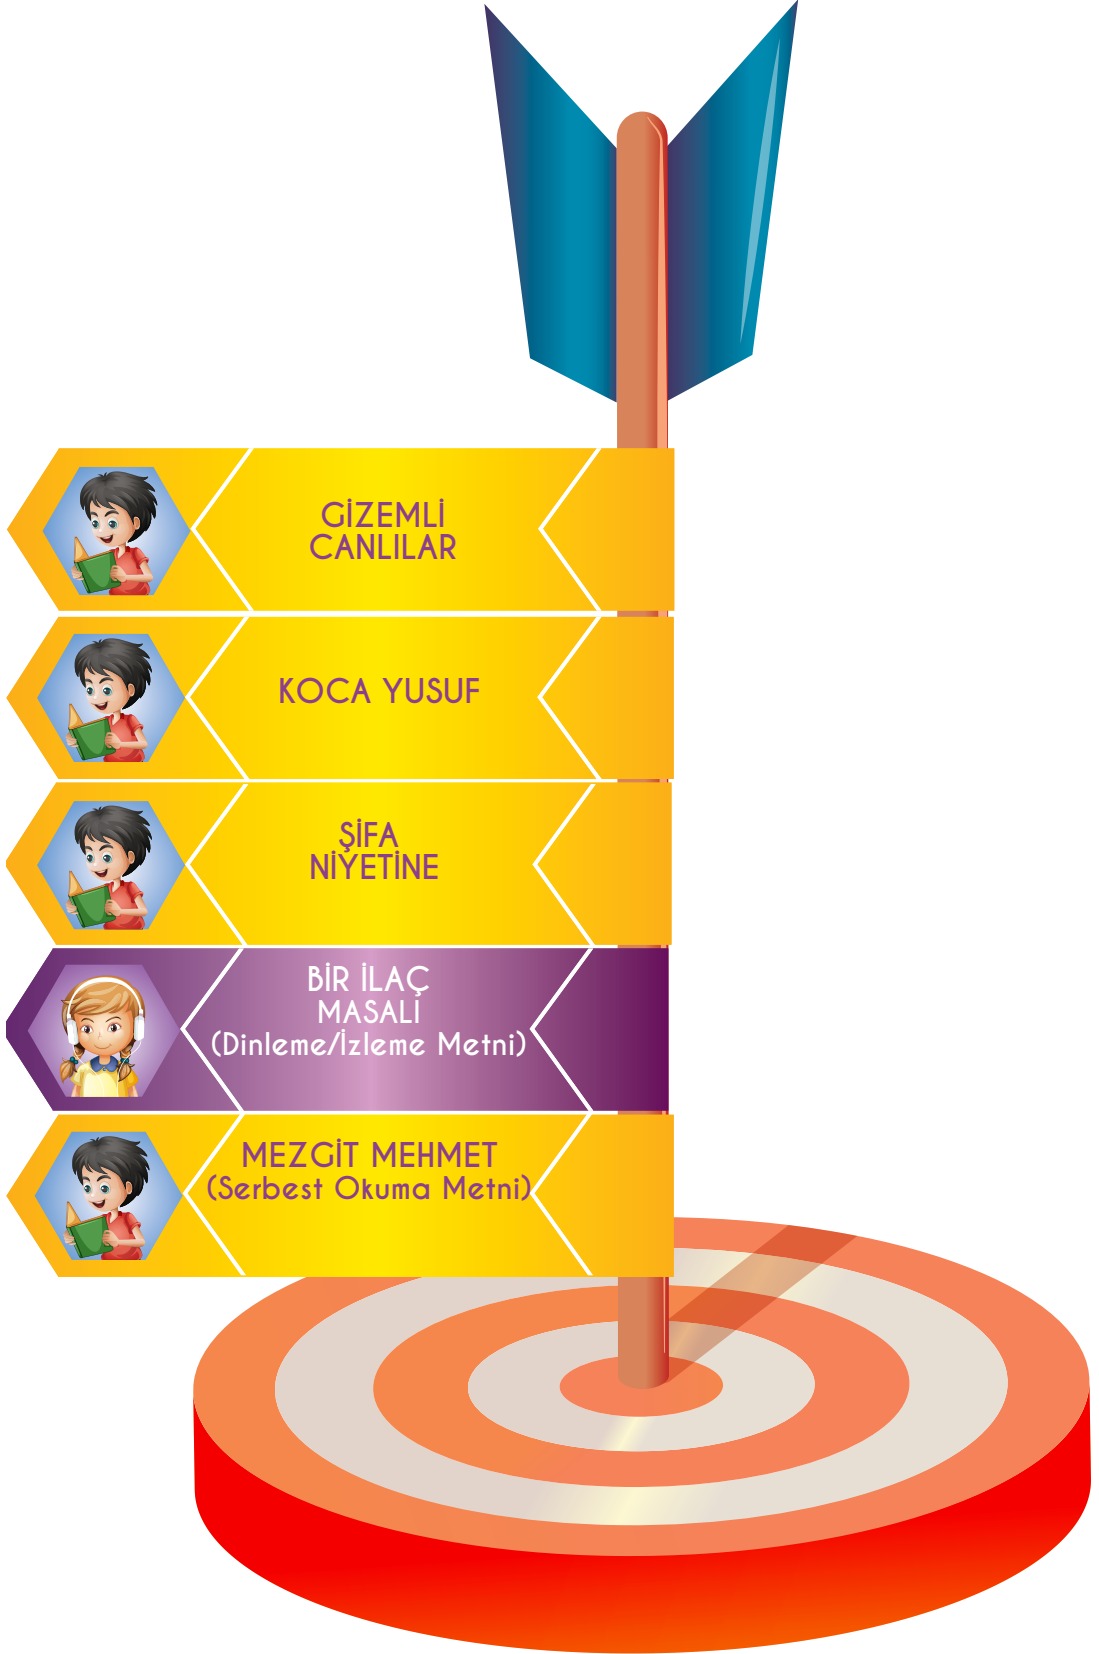 GİZEMLİ
CANLILAR
KOCA YUSUF
ŞİFA
NİYETİNE
BİR İLAÇ
MASALI
(Dinleme/İzleme Metni)
MEZGİT MEHMET
(Serbest Okuma Metni)